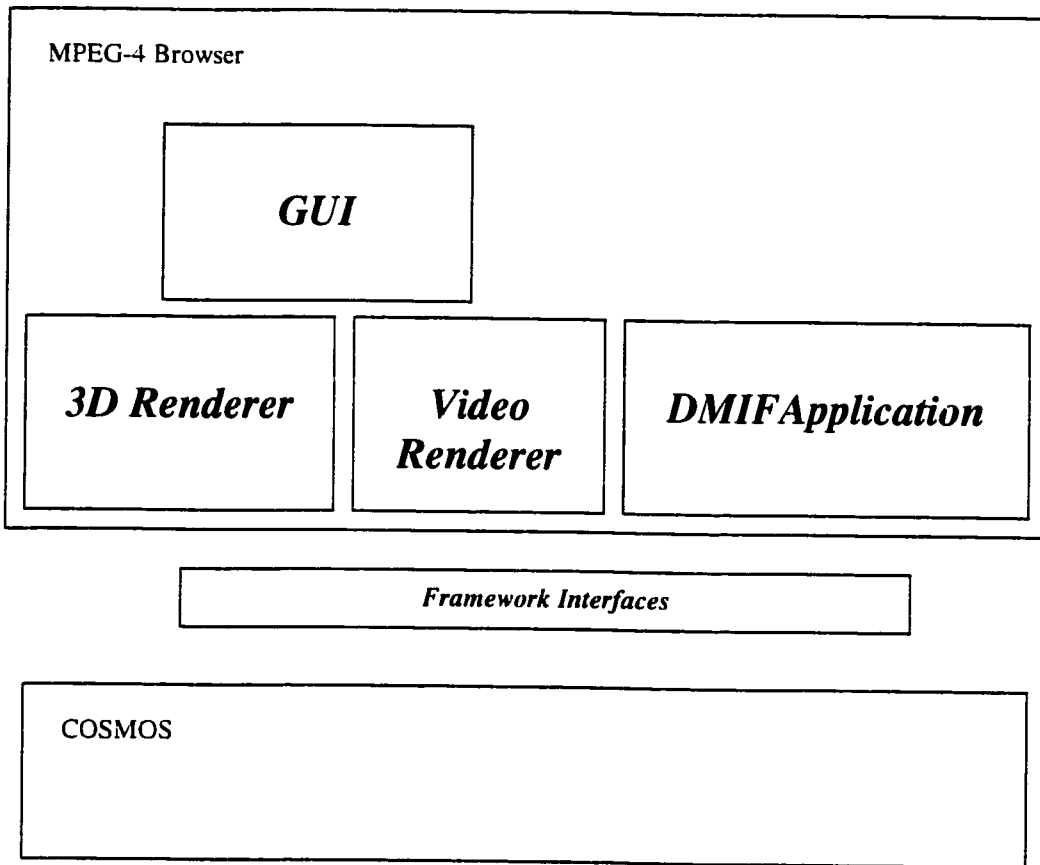 MPEG-4 Browser
GUI
3D Renderer
Video
Renderer
DMIFApplication
Framework Interfaces
COSMOS